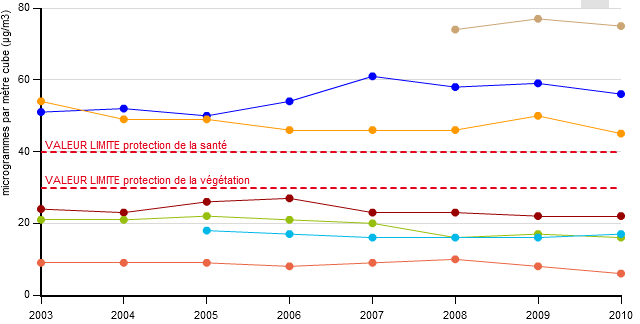 microgrammes par mètre cube (µg/m3)
80
60
40
20
0
VALEUR LIMITE protection de la santé
VALEUR LIMITE protection de la végétation
2003 2004 2005 2006 2007 2008 2009 2010